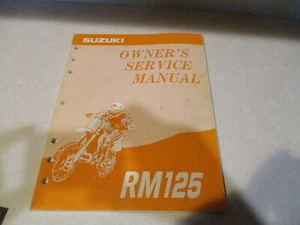 SUZUKI
OWNER'S
SERVICE
MANUAL
RM125